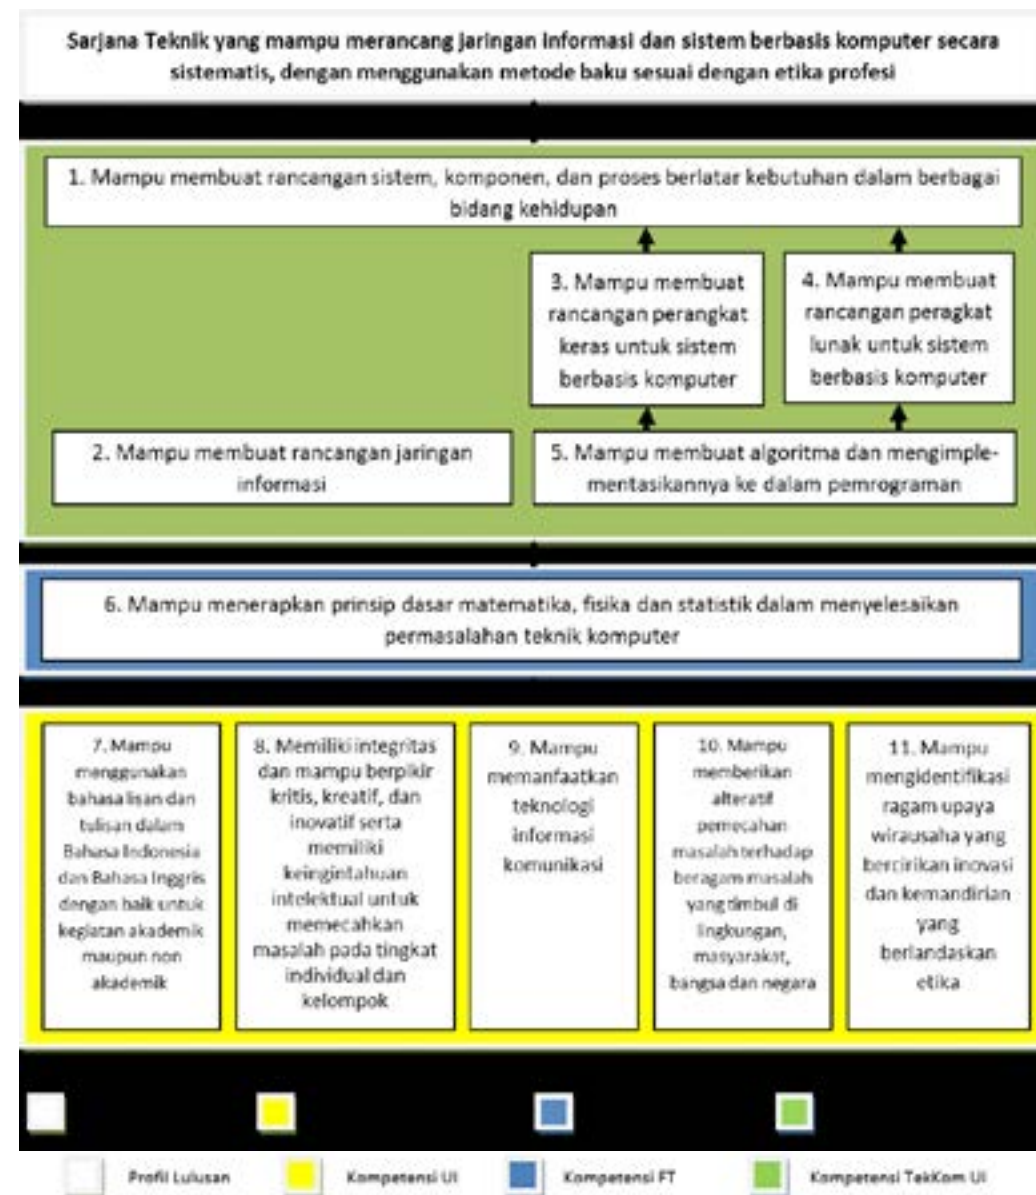 Sarjana Teknik yang mampu merancang jaringan informasi dan sistem berbasis komputer secara
sistematis, dengan menggunakan metode baku sesuai dengan etika profesi
1. Mampu membuat rancangan sistem, komponen, dan proses berlatar kebutuhan dalam berbagai
bidang kehidupan
3. Mampu membuat
rancangan perangkat
keras untuk sistem
berbasis komputer
4. Mampu membuat
rancangan peragkat
lunak untuk sistem
berbasis komputer
2. Mampu membuat rancangan jaringan
informasi
5. Mampu membuat algoritma dan mengimple-
mentasikannya ke dalam pemrograman
6. Mampu menerapkan prinsip dasar matematika, fisika dan statistik dalam menyelesaikan
permasalahan teknik komputer
7. Mampu
menggunakan
bahasa lisan dan
tulisan dalam
Bahasa Indonesia
dan Bahasa Inggris
dengan baik untuk
kegiatan akademik
maupun non
akademik
8. Memiliki integritas
dan mampu berpikir
kritis, kreatif, dan
inovatif serta
memiliki
keingintahuan
intelektual untuk
memecahkan
masalah pada tingkat
individual dan
kelompok
9. Mampu
memanfaatkan
teknologi
informasi
komunikasi
10. Mampu
memberikan
alteratif
pemecahan
masalah terhadap
beragam masalah
yang timbul di
lingkungan,
masyarakat,
bangsa dan negara
11. Mampu
mengidentifikasi
ragam upaya
wirausaha yang
bercirikan inovasi
dan kemandirian
yang
berlandaskan
etika
Profil Lulusan
Kompetensi UI
Kompetensi FT
Kompetensi TekKom UI